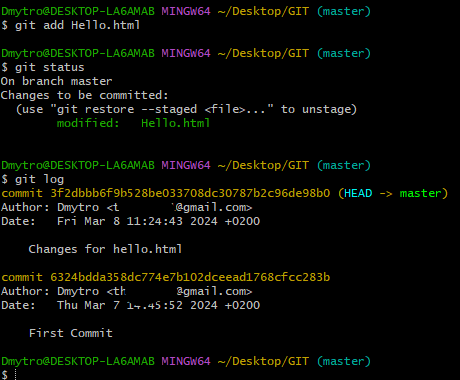 Dmytro@DESKTOP-LA6AMAB MINGW64 ~/Desktop/GIT (master)
$ git add Hello.html
Dmytro@DESKTOP-LA6AMAB MINGW64 ~/Desktop/GIT (master)
$ git status
On branch master
Changes to be committed:
(use "git restore --staged <file>..." to unstage)
modified: Hello.html
Dmytro@DESKTOP-LA6AMAB MINGW64 ~/Desktop/GIT (master)
$ git log
commit 3f2dbbb6f9b528be033708dc30787b2c96de98b0 (HEAD -> master)
Author: Dmytro <t @gmail.com>
Date: Fri Mar 8 11:24:43 2024 +0200
Changes for hello.html
commit 6324bdda358dc774e7b102dceead1768cfcc283b
Author: Dmytro <th @gmail.com>
Date: Thu Mar 7 14:45:52 2024 +0200
First Commit
Dmytro@DESKTOP-LA6AMAB MINGW64 ~/Desktop/GIT (master)
$